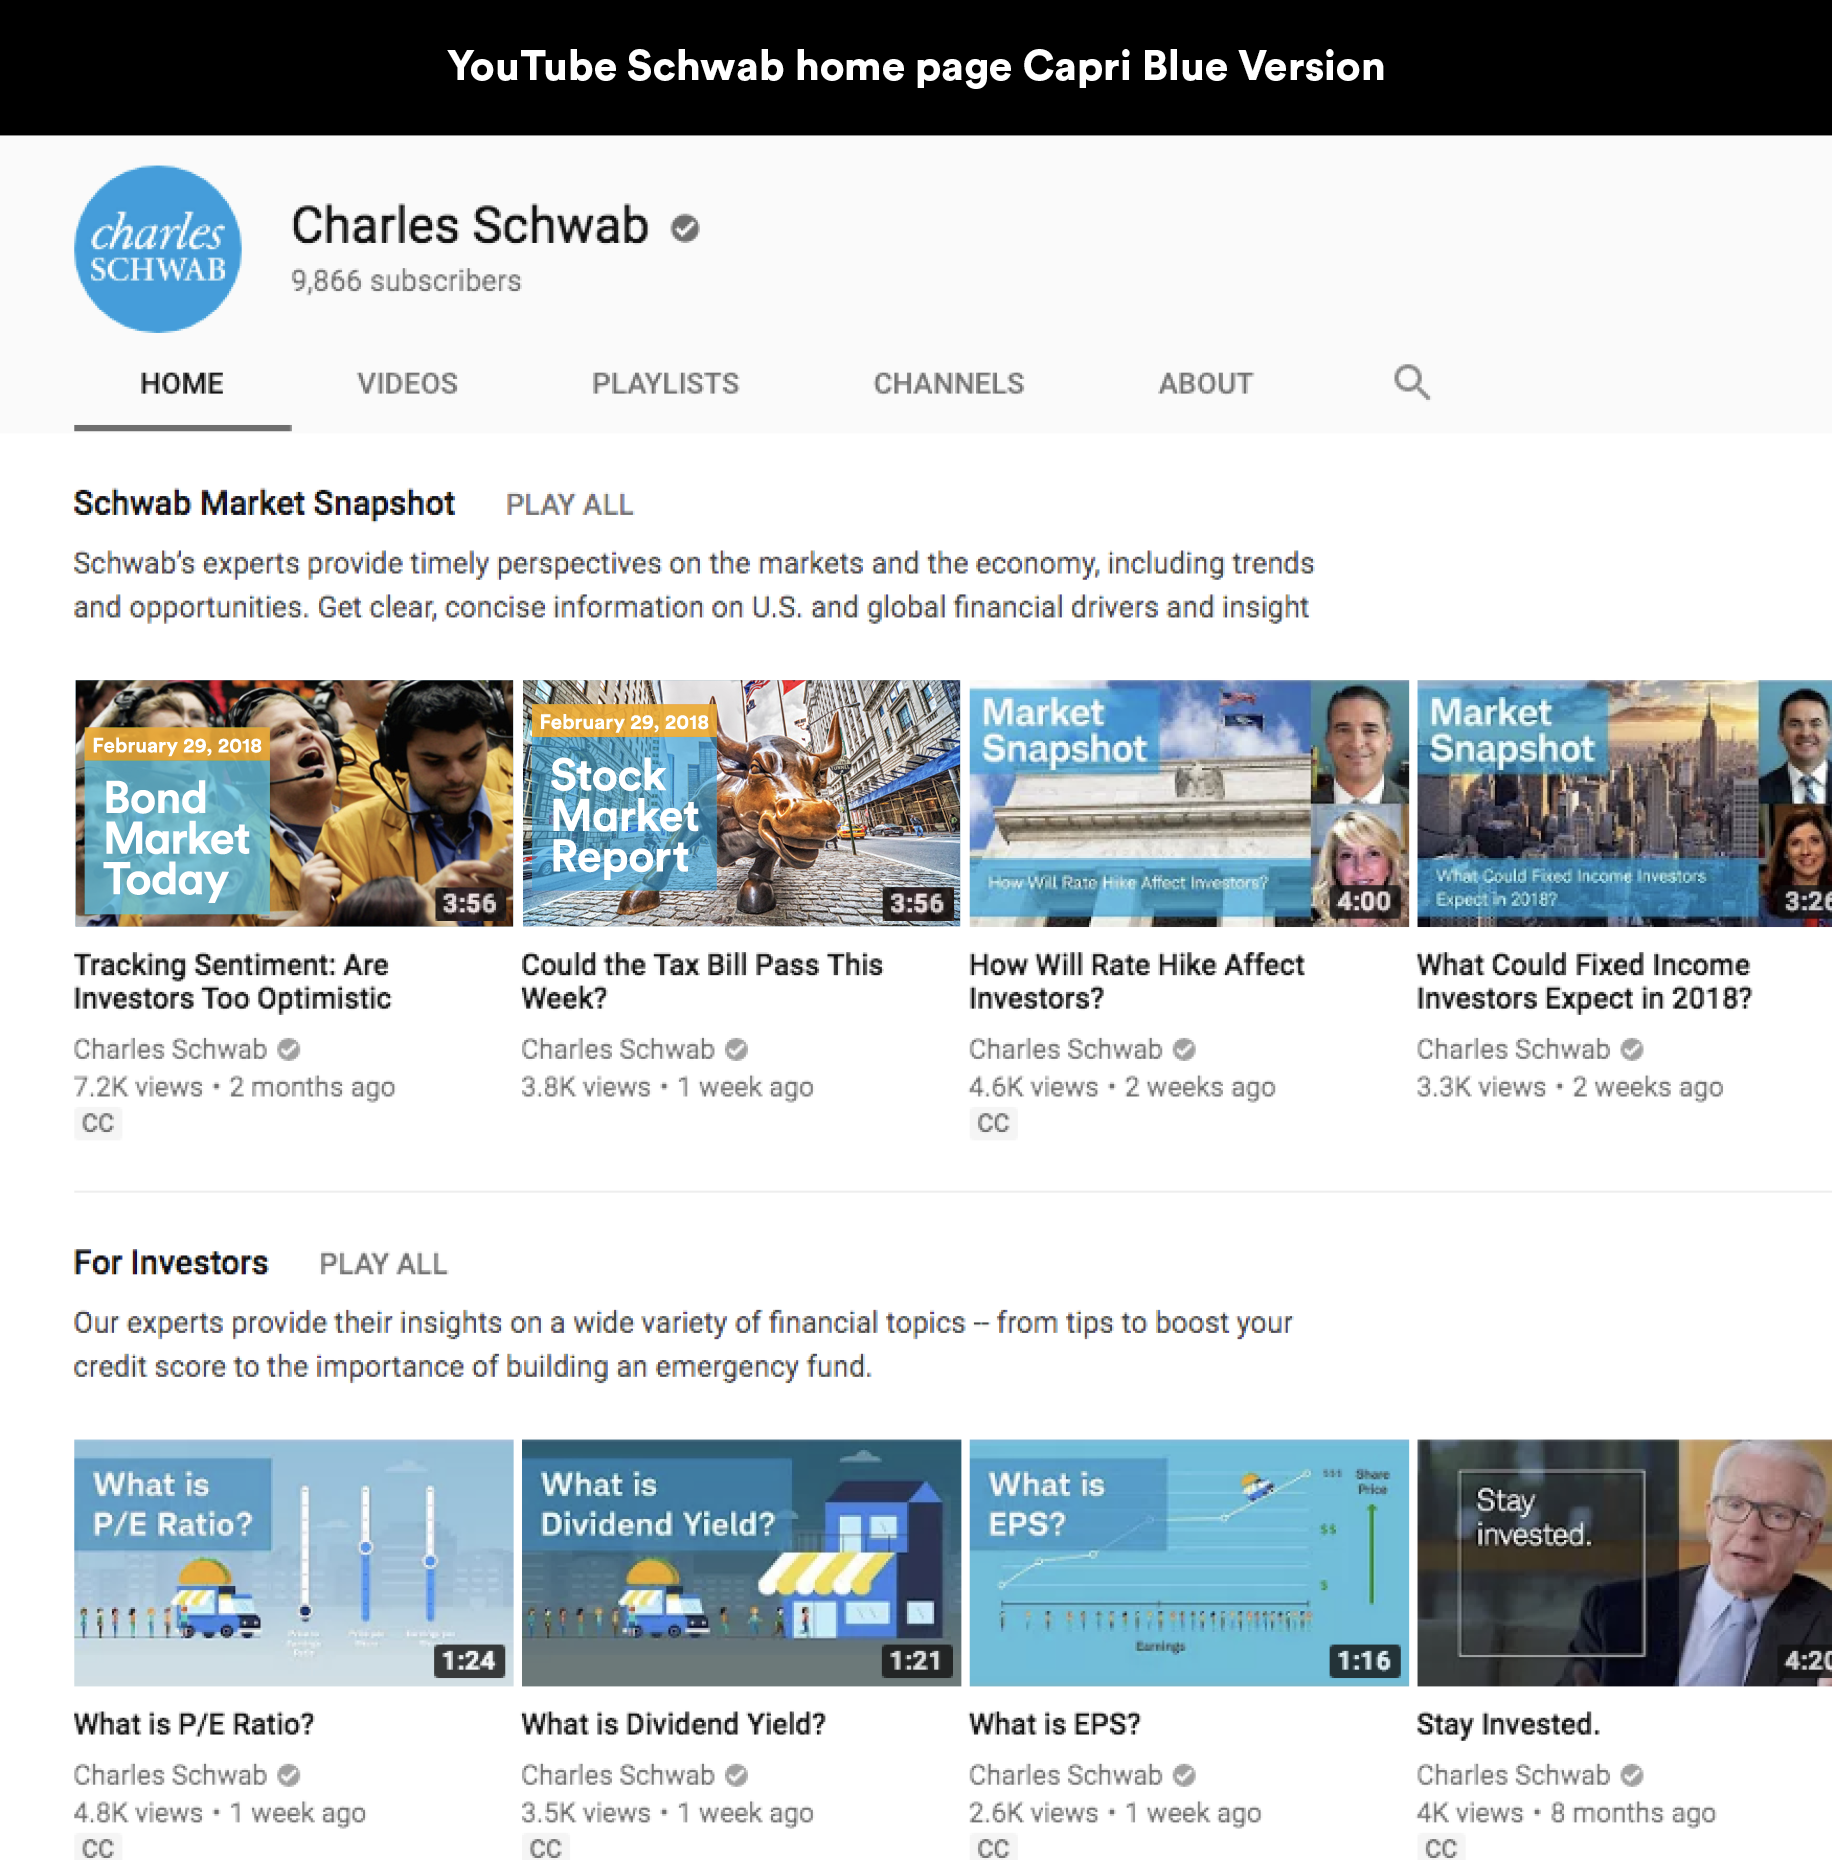 YouTube Schwab home page Capri Blue Version
charles
SCHWAB
Charles Schwab
9,866 subscribers
HOME VIDEOS PLAYLISTS CHANNELS ABOUT
Schwab Market Snapshot PLAY ALL
Schwab's experts provide timely perspectives on the markets and the economy, including trends
and opportunities. Get clear, concise information on U.S. and global financial drivers and insight
February 29, 2018
Bond
Market
Today
3:56
February 29, 2018
Stock
Market
Report
3:56
Market
Snapshot
How Will Rate Hike Affect Investors?
4:00
Market
Snapshot
What Could Fixed Income Investors
Expect in 2018?
3:26
Tracking Sentiment: Are
Investors Too Optimistic
Charles Schwab
7.2K views • 2 months ago
CC
Could the Tax Bill Pass This
Week?
Charles Schwab
3.8K views • 1 week ago
How Will Rate Hike Affect
Investors?
Charles Schwab
4.6K views • 2 weeks ago
CC
What Could Fixed Income
Investors Expect in 2018?
Charles Schwab
3.3K views • 2 weeks ago
For Investors PLAY ALL
Our experts provide their insights on a wide variety of financial topics -- from tips to boost your
credit score to the importance of building an emergency fund.
What is
P/E Ratio?
1:24
What is
Dividend Yield?
1:21
What is
EPS?
$$$
Share
Price
$$
$
Earnings
1:16
Stay
invested.
4:20
What is P/E Ratio?
Charles Schwab
4.8K views • 1 week ago
CC
What is Dividend Yield?
Charles Schwab
3.5K views • 1 week ago
CC
What is EPS?
Charles Schwab
2.6K views • 1 week ago
CC
Stay Invested.
Charles Schwab
4K views • 8 months ago
CC